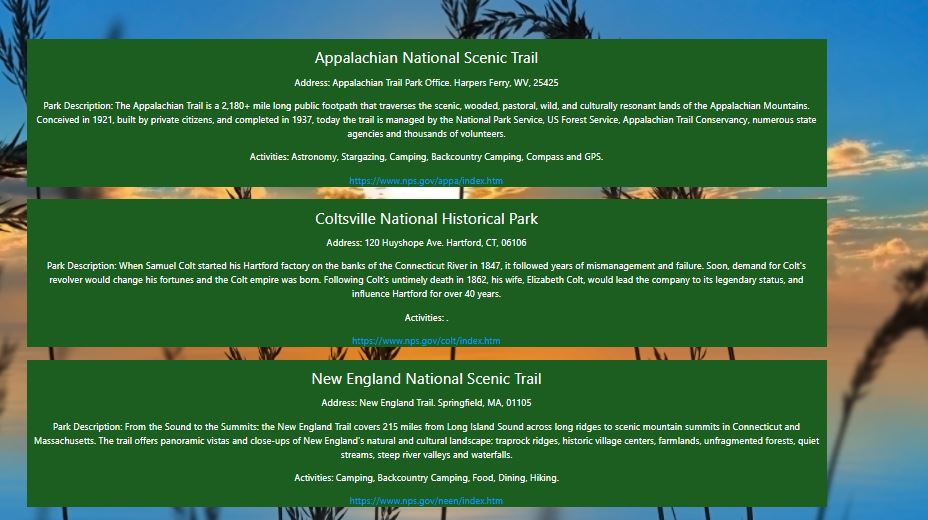 Appalachian National Scenic Trail
Address: Appalachian Trail Park Office. Harpers Ferry, WV, 25425
Park Description: The Appalachian Trail is a 2,180+ mile long public footpath that traverses the scenic, wooded, pastoral, wild, and culturally resonant lands of the Appalachian Mountains.
Conceived in 1921, built by private citizens, and completed in 1937, today the trail is managed by the National Park Service, US Forest Service, Appalachian Trail Conservancy, numerous state
agencies and thousands of volunteers.
Activities: Astronomy, Stargazing, Camping, Backcountry Camping, Compass and GPS.
https://www.nps.gov/appa/index.htm
Coltsville National Historical Park
Address: 120 Huyshope Ave. Hartford, CT, 06106
Park Description: When Samuel Colt started his Hartford factory on the banks of the Connecticut River in 1847, it followed years of mismanagement and failure. Soon, demand for Colt's
revolver would change his fortunes and the Colt empire was born. Following Colt's untimely death in 1862, his wife, Elizabeth Colt, would lead the company to its legendary status, and
influence Hartford for over 40 years.
Activities: .
https://www.nps.gov/colt/index.htm
New England National Scenic Trail
Address: New England Trail. Springfield, MA, 01105
Park Description: From the Sound to the Summits: the New England Trail covers 215 miles from Long Island Sound across long ridges to scenic mountain summits in Connecticut and
Massachusetts. The trail offers panoramic vistas and close-ups of New England's natural and cultural landscape: traprock ridges, historic village centers, farmlands, unfragmented forests, quiet
streams, steep river valleys and waterfalls.
Activities: Camping, Backcountry Camping, Food, Dining, Hiking.
https://www.nps.gov/neen/index.htm